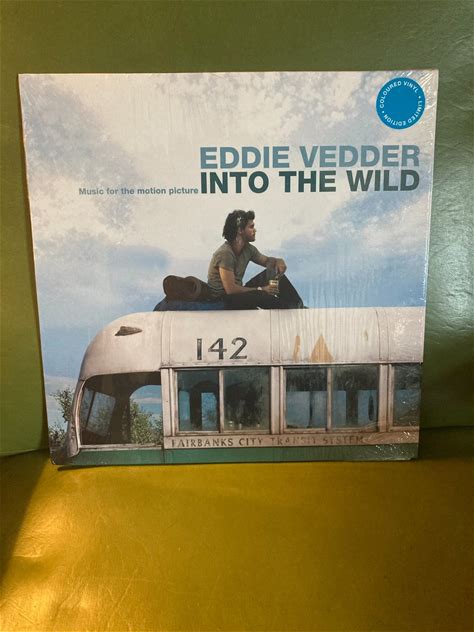 COLOURED VINYL • LIMITED EDITION •
EDDIE VEDDER
Music for the motion picture INTO THE WILD
142
FAIRBANKS CITY TRANSIT SYSTEM